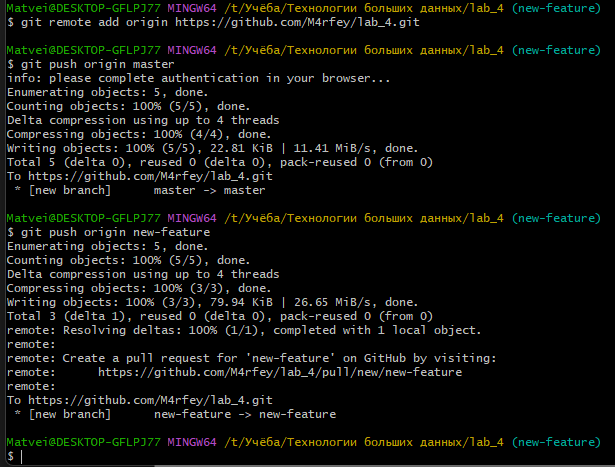 Matvei@DESKTOP-GFLPJ77 MINGW64 /t/Учёба/Технологии больших данных/lab_4 (new-feature)
$ git remote add origin https://github.com/M4rfey/lab_4.git
Matvei@DESKTOP-GFLPJ77 MINGW64 /t/Учёба/Технологии больших данных/lab_4 (new-feature)
$ git push origin master
info: please complete authentication in your browser...
Enumerating objects: 5, done.
Counting objects: 100% (5/5), done.
Delta compression using up to 4 threads
Compressing objects: 100% (4/4), done.
Writing objects: 100% (5/5), 22.81 KiB | 11.41 MiB/s, done.
Total 5 (delta 0), reused 0 (delta 0), pack-reused 0 (from 0)
To https://github.com/M4rfey/lab_4.git
 * [new branch]      master -> master
Matvei@DESKTOP-GFLPJ77 MINGW64 /t/Учёба/Технологии больших данных/lab_4 (new-feature)
$ git push origin new-feature
Enumerating objects: 5, done.
Counting objects: 100% (5/5), done.
Delta compression using up to 4 threads
Compressing objects: 100% (3/3), done.
Writing objects: 100% (3/3), 79.94 KiB | 26.65 MiB/s, done.
Total 3 (delta 1), reused 0 (delta 0), pack-reused 0 (from 0)
remote: Resolving deltas: 100% (1/1), completed with 1 local object.
remote:
remote: Create a pull request for 'new-feature' on GitHub by visiting:
remote:      https://github.com/M4rfey/lab_4/pull/new/new-feature
remote:
To https://github.com/M4rfey/lab_4.git
 * [new branch]      new-feature -> new-feature
Matvei@DESKTOP-GFLPJ77 MINGW64 /t/Учёба/Технологии больших данных/lab_4 (new-feature)
$